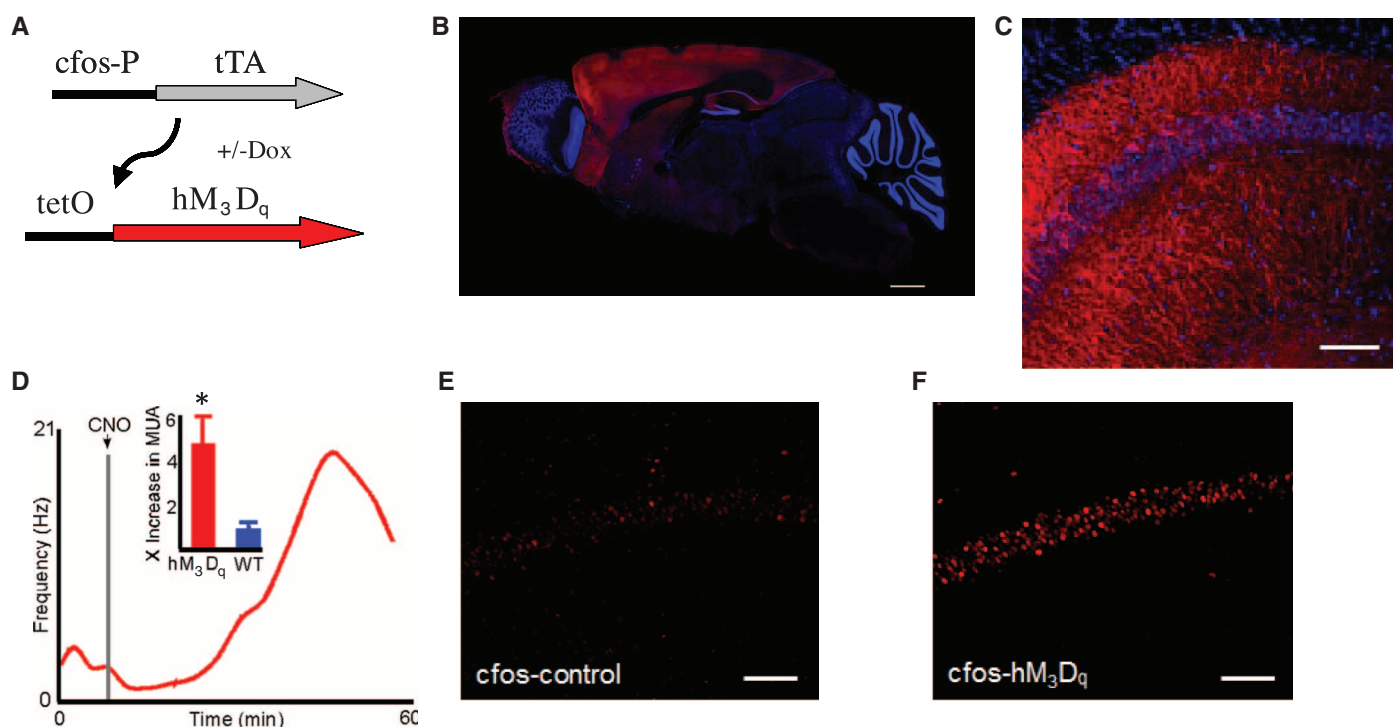 A
cfos-P
tTA
+/-Dox
tetO
hM₃Dq
B
C
D
21
Frequency (Hz)
0
0
Time (min)
60
CNO
X Increase in MUA
6
4
2
*
hM₃Dq
WT
E
cfos-control
F
cfos-hM₃Dq